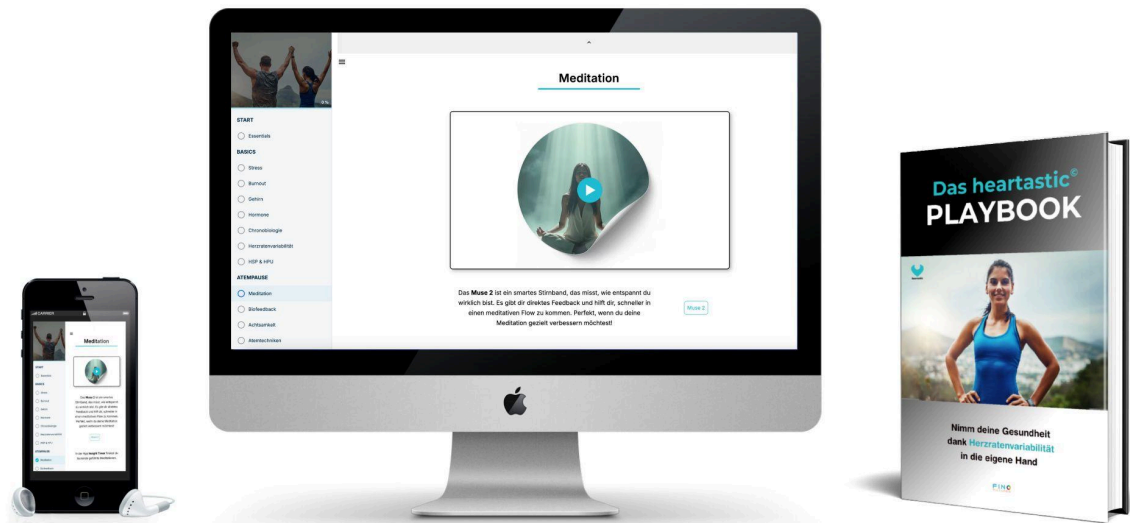 Meditation
0%
START
Essentials
BASICS
Stress
Burnout
Gehirn
Hormone
Chronobiologie
Herzratenvariabilität
HSP & HPU
ATEMPAUSE
Meditation
Biofeedback
Achtsamkeit
Atemtechniken
Das Muse 2 ist ein smartes Stirnband, das misst, wie entspannt du
wirklich bist. Es gibt dir direktes Feedback und hilft dir, schneller in
einen meditativen Flow zu kommen. Perfekt, wenn du deine
Meditation gezielt verbessern möchtest!
Muse 2
CARRIER
Meditation
START
BASICS
ATEMPAUSE
Das heartastic©
PLAYBOOK
Nimm deine Gesundheit
dank Herzratenvariabilität
in die eigene Hand